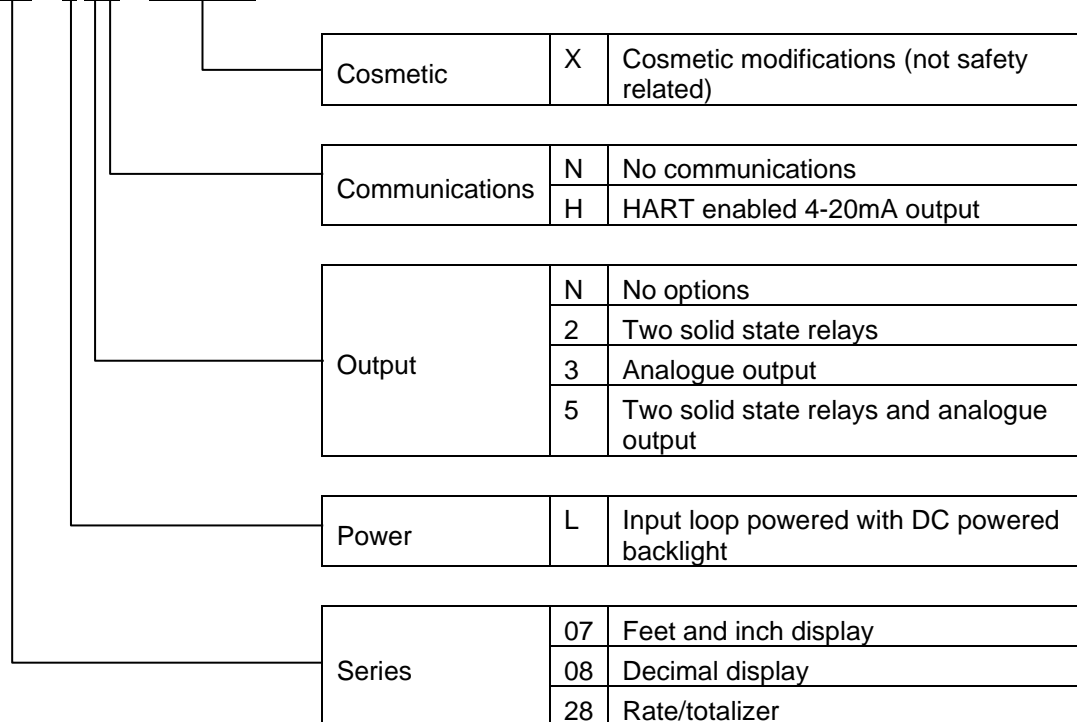 Cosmetic X Cosmetic modifications (not safety
related)
Communications N No communications
H HART enabled 4-20mA output
Output N No options
2 Two solid state relays
3 Analogue output
5 Two solid state relays and analogue
output
Power L Input loop powered with DC powered
backlight
Series 07 Feet and inch display
08 Decimal display
28 Rate/totalizer